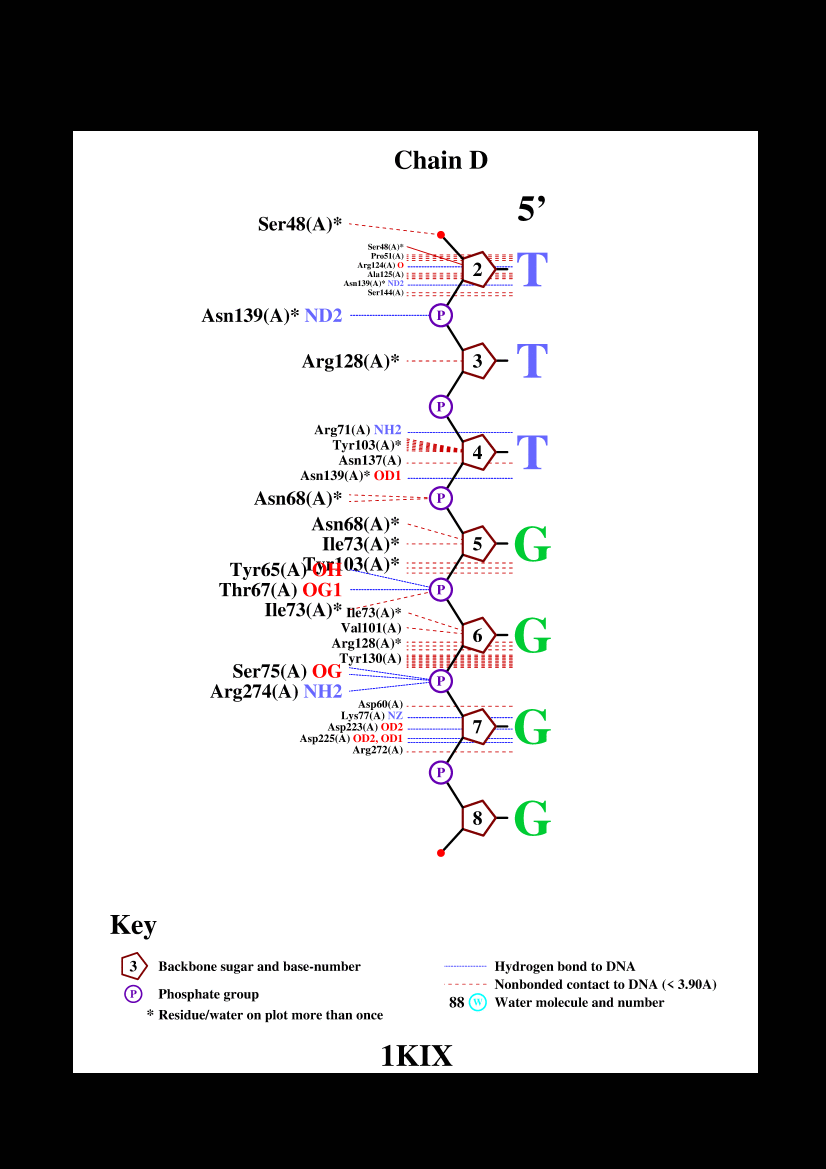 Chain D
5’
Ser48(A)*
Ser48(A)*
Pro51(A)
Arg124(A) O
Ala125(A)
Asn139(A)* ND2
Ser144(A)
2 T
Asn139(A)* ND2 P
Arg128(A)* 3 T
P
Arg71(A) NH2
Tyr103(A)*
4 T
Asn137(A)
Asn139(A)* OD1
Asn68(A)* P
Asn68(A)*
Ile73(A)* 5 G
Tyr103(A)*
Tyr65(A) OH
Thr67(A) OG1 P
Ile73(A)*
Ile73(A)*
Val101(A)
6 G
Arg128(A)*
Tyr130(A)
Ser75(A) OG
P
Arg274(A) NH2
Asp60(A)
Lys77(A) NZ
Asp223(A) OD2
7 G
Asp225(A) OD2, OD1
Arg272(A)
P
8 G
Key
3 Backbone sugar and base-number
P Phosphate group
* Residue/water on plot more than once
Hydrogen bond to DNA
Nonbonded contact to DNA (< 3.90A)
88 W Water molecule and number
1KIX